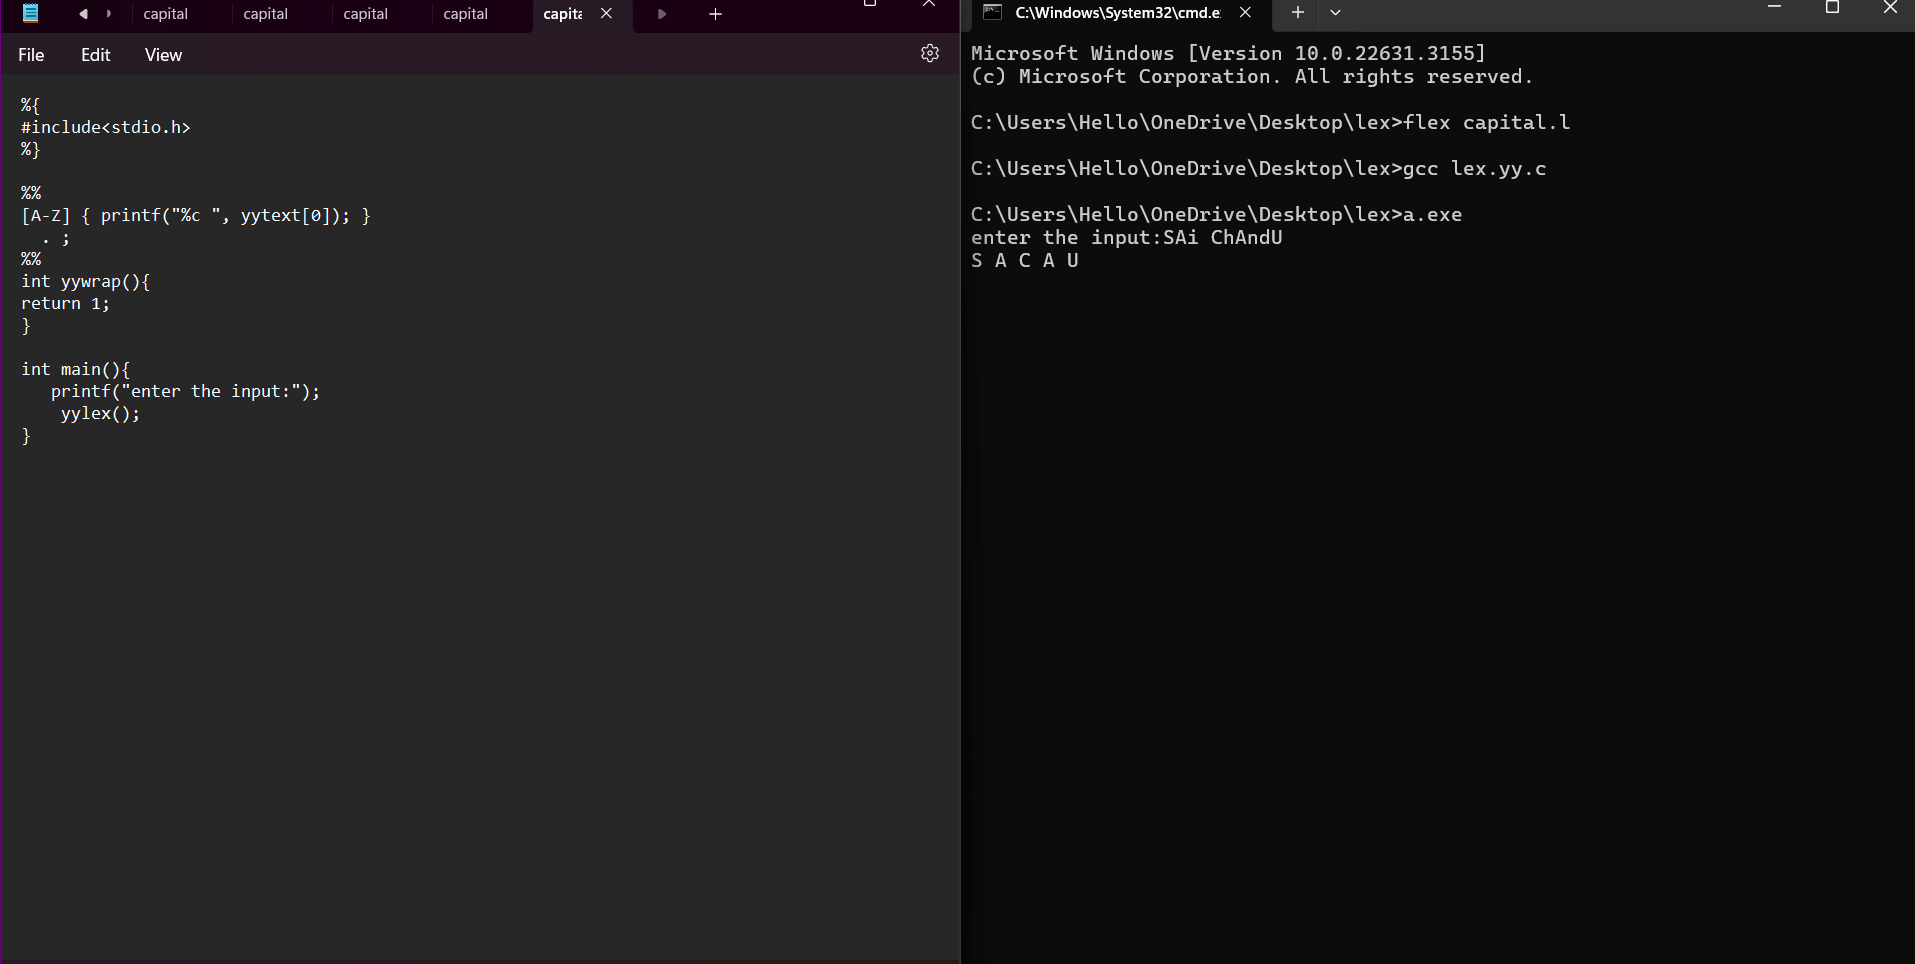 capital capital capital capital capita
File Edit View
%{
#include<stdio.h>
%}
%%
[A-Z] { printf("%c ", yytext[0]); }
. ;
%%
int yywrap(){
return 1;
}
int main(){
printf("enter the input:");
yylex();
}
C:\Windows\System32\cmd.e
Microsoft Windows [Version 10.0.22631.3155]
(c) Microsoft Corporation. All rights reserved.
C:\Users\Hello\OneDrive\Desktop\lex>flex capital.l
C:\Users\Hello\OneDrive\Desktop\lex>gcc lex.yy.c
C:\Users\Hello\OneDrive\Desktop\lex>a.exe
enter the input:SAi ChAndU
S A C A U